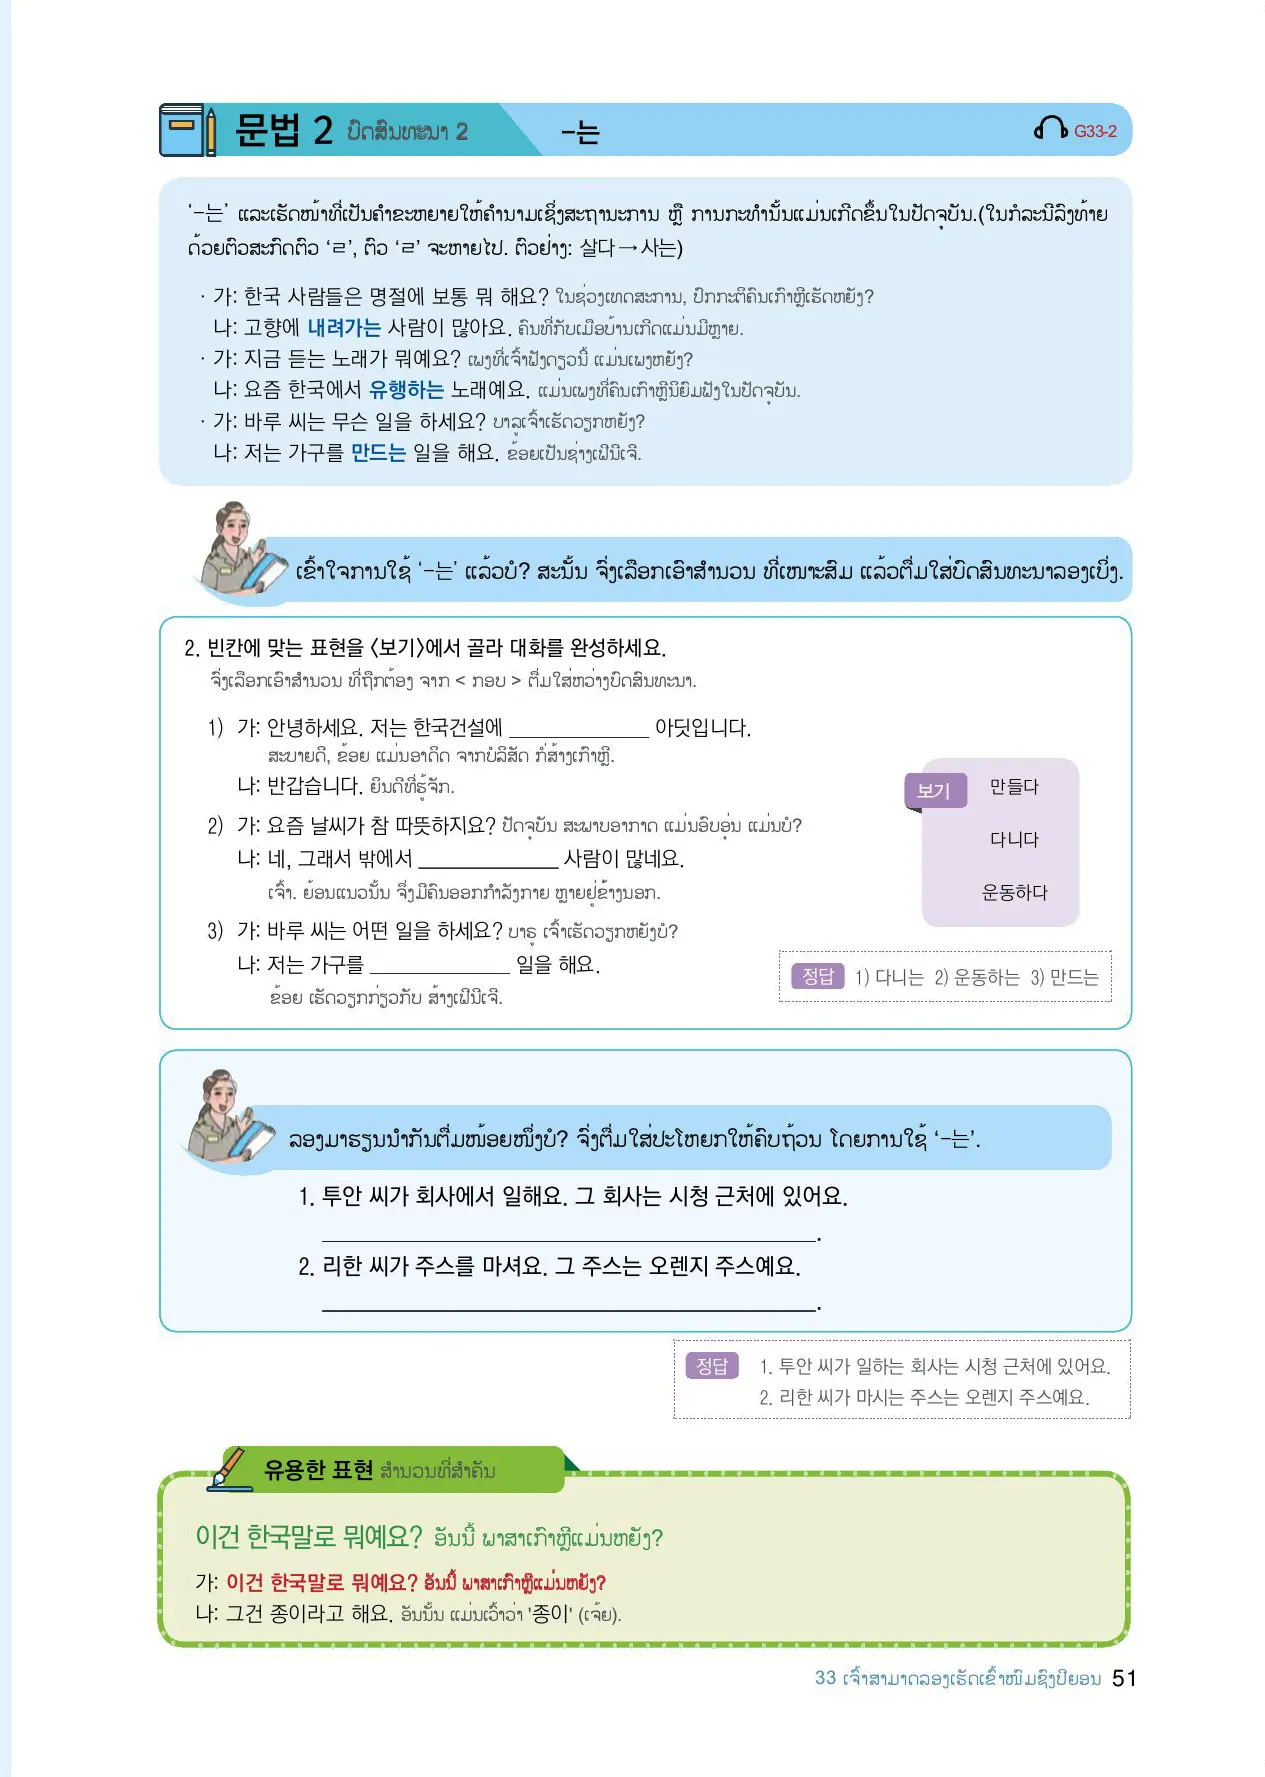 문법 2 ບົດສົນທະນາ 2 -는 G33-2
‘-는’ ແລະເຮັດໜ້າທີ່ເປັນຄຳຂະຫຍາຍໃຫ້ຄຳນາມເຊິ່ງສະຖານະການ ຫຼື ການກະທຳນັ້ນແມ່ນເກີດຂຶ້ນໃນປັດຈຸບັນ.(ໃນກໍລະນີລົງທ້າຍ
ດ້ວຍຕົວສະກົດຕົວ ‘ㄹ’, ຕົວ ‘ㄹ’ ຈະຫາຍໄປ. ຕົວຢ່າງ: 살다→사는)
· 가: 한국 사람들은 명절에 보통 뭐 해요? ໃນຊ່ວງເທດສະການ, ປົກກະຕິຄົນເກົາຫຼີເຮັດຫຍັງ?
나: 고향에 내려가는 사람이 많아요. ຄົນທີ່ກັບເມືອບ້ານເກີດແມ່ນມີຫຼາຍ.
· 가: 지금 듣는 노래가 뭐예요? ເພງທີ່ເຈົ້າຟັງດຽວນີ້ ແມ່ນເພງຫຍັງ?
나: 요즘 한국에서 유행하는 노래예요. ແມ່ນເພງທີ່ຄົນເກົາຫຼີນິຍົມຟັງໃນປັດຈຸບັນ.
· 가: 바루 씨는 무슨 일을 하세요? ບາລູເຈົ້າເຮັດວຽກຫຍັງ?
나: 저는 가구를 만드는 일을 해요. ຂ້ອຍເປັນຊ່າງເຟີນີເຈີ.
ເຂົ້າໃຈການໃຊ້ ‘-는’ ແລ້ວບໍ? ສະນັ້ນ ຈົ່ງເລືອກເອົາສຳນວນ ທີ່ເໝາະສົມ ແລ້ວຕື່ມໃສ່ບົດສົນທະນາລອງເບິ່ງ.
2. 빈칸에 맞는 표현을 〈보기〉에서 골라 대화를 완성하세요.
ຈົ່ງເລືອກເອົາສຳນວນ ທີ່ຖືກຕ້ອງ ຈາກ < ກອບ > ຕື່ມໃສ່ຫວ່າງບົດສົນທະນາ.
1) 가: 안녕하세요. 저는 한국건설에 ____________ 아딧입니다.
ສະບາຍດີ, ຂ້ອຍ ແມ່ນອາດິດ ຈາກບໍລິສັດ ກໍ່ສ້າງເກົາຫຼີ.
나: 반갑습니다. ຍິນດີທີ່ຮູ້ຈັກ.
2) 가: 요즘 날씨가 참 따뜻하지요? ປັດຈຸບັນ ສະພາບອາກາດ ແມ່ນອົບອຸ່ນ ແມ່ນບໍ?
나: 네, 그래서 밖에서 ____________ 사람이 많네요.
ເຈົ້າ. ຍ້ອນແນວນັ້ນ ຈຶ່ງມີຄົນອອກກຳລັງກາຍ ຫຼາຍຢູ່ຂ້າງນອກ.
3) 가: 바루 씨는 어떤 일을 하세요? ບາຣູ ເຈົ້າເຮັດວຽກຫຍັງບໍ?
나: 저는 가구를 ____________ 일을 해요.
ຂ້ອຍ ເຮັດວຽກກ່ຽວກັບ ສ້າງເຟີນີເຈີ.
보기 만들다
다니다
운동하다
정답 1) 다니는 2) 운동하는 3) 만드는
ລອງມາຮຽນນຳກັນຕື່ມໜ້ອຍໜຶ່ງບໍ? ຈົ່ງຕື່ມໃສ່ປະໂຫຍກໃຫ້ຄົບຖ້ວນ ໂດຍການໃຊ້ ‘-는’.
1. 투안 씨가 회사에서 일해요. 그 회사는 시청 근처에 있어요.
____________________.
2. 리한 씨가 주스를 마셔요. 그 주스는 오렌지 주스예요.
____________________.
정답 1. 투안 씨가 일하는 회사는 시청 근처에 있어요.
2. 리한 씨가 마시는 주스는 오렌지 주스예요.
유용한 표현 ສຳນວນທີ່ສຳຄັນ
이건 한국말로 뭐예요? ອັນນີ້ ພາສາເກົາຫຼີແມ່ນຫຍັງ?
가: 이건 한국말로 뭐예요? ອັນນີ້ ພາສາເກົາຫຼີແມ່ນຫຍັງ?
나: 그건 종이라고 해요. ອັນນັ້ນ ແມ່ນເວົ້າວ່າ '종이' (ເຈ້ຍ).
33 ເຈົ້າສາມາດລອງເຮັດເຂົ້າໜົມຊົງປຽອນ 51